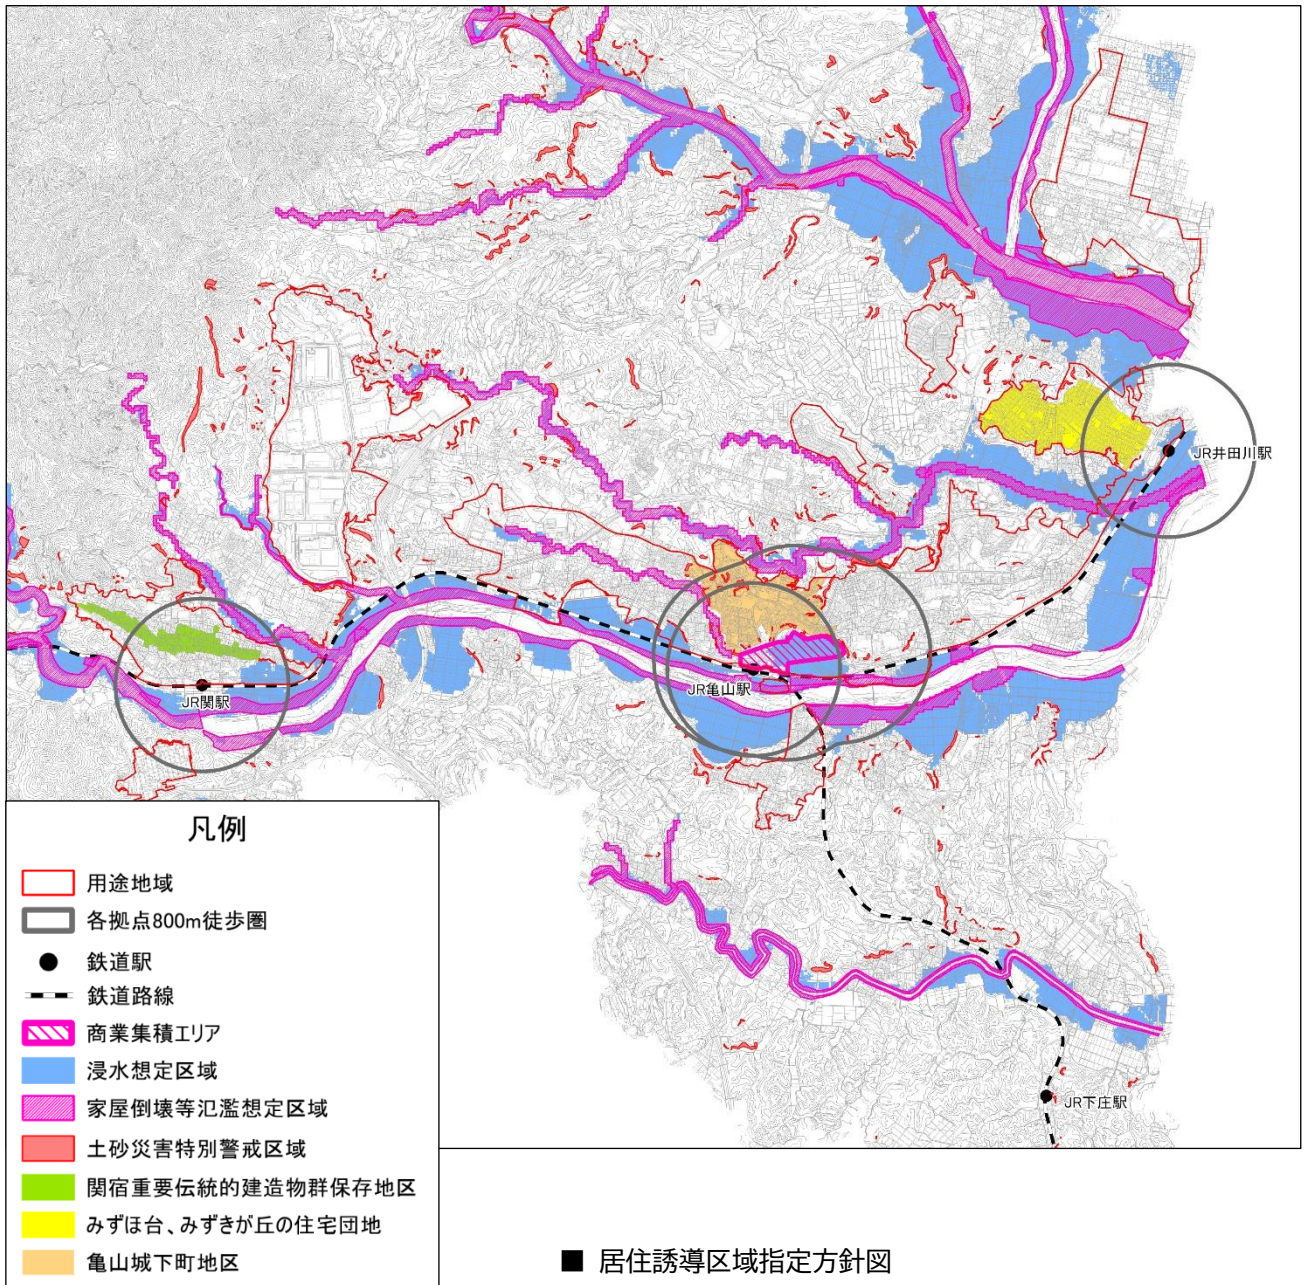 JR井田川駅
JR亀山駅
JR関駅
JR下庄駅
凡例
用途地域
各拠点800m徒歩圏
鉄道駅
鉄道路線
商業集積エリア
浸水想定区域
家屋倒壊等氾濫想定区域
土砂災害特別警戒区域
関宿重要伝統的建造物群保存地区
みずほ台、みずきが丘の住宅団地
亀山城下町地区
■ 居住誘導区域指定方針図